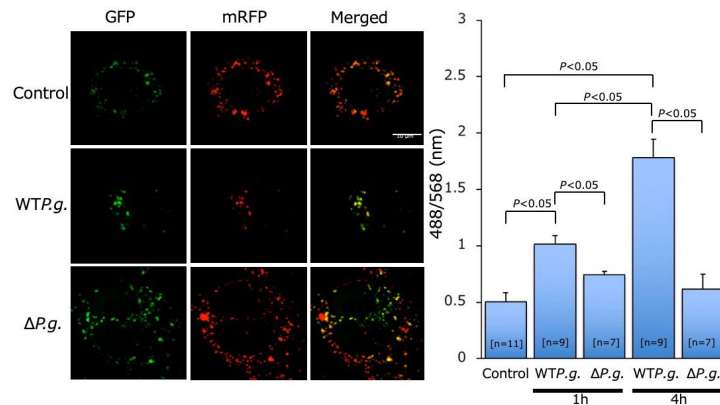 GFP mRFP Merged
Control
10 µm
WTP.g.
ΔP.g.
488/568 (nm)
3
2.5
2
1.5
1
0.5
0
P<0.05
P<0.05
P<0.05
P<0.05
P<0.05
[n=11] [n=9] [n=7] [n=9] [n=7]
Control WTP.g. ΔP.g. WTP.g. ΔP.g.
1h 4h